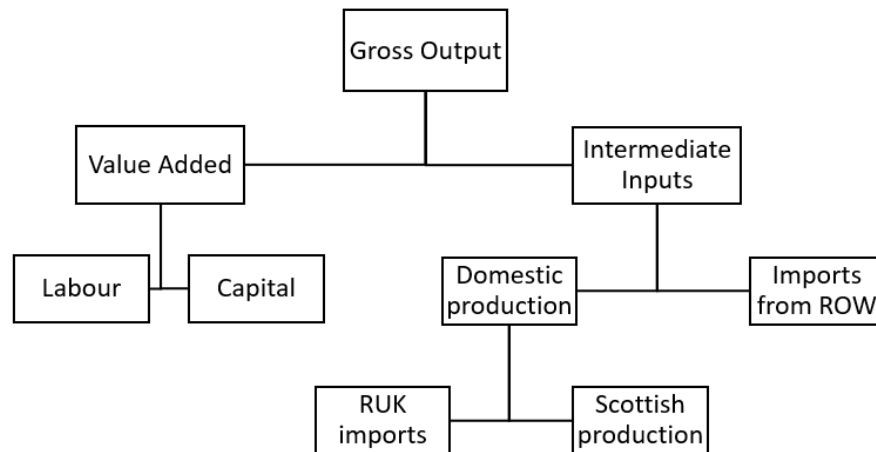 Gross Output
Value Added
Intermediate
Inputs
Labour
Capital
Domestic
production
Imports
from ROW
RUK
imports
Scottish
production